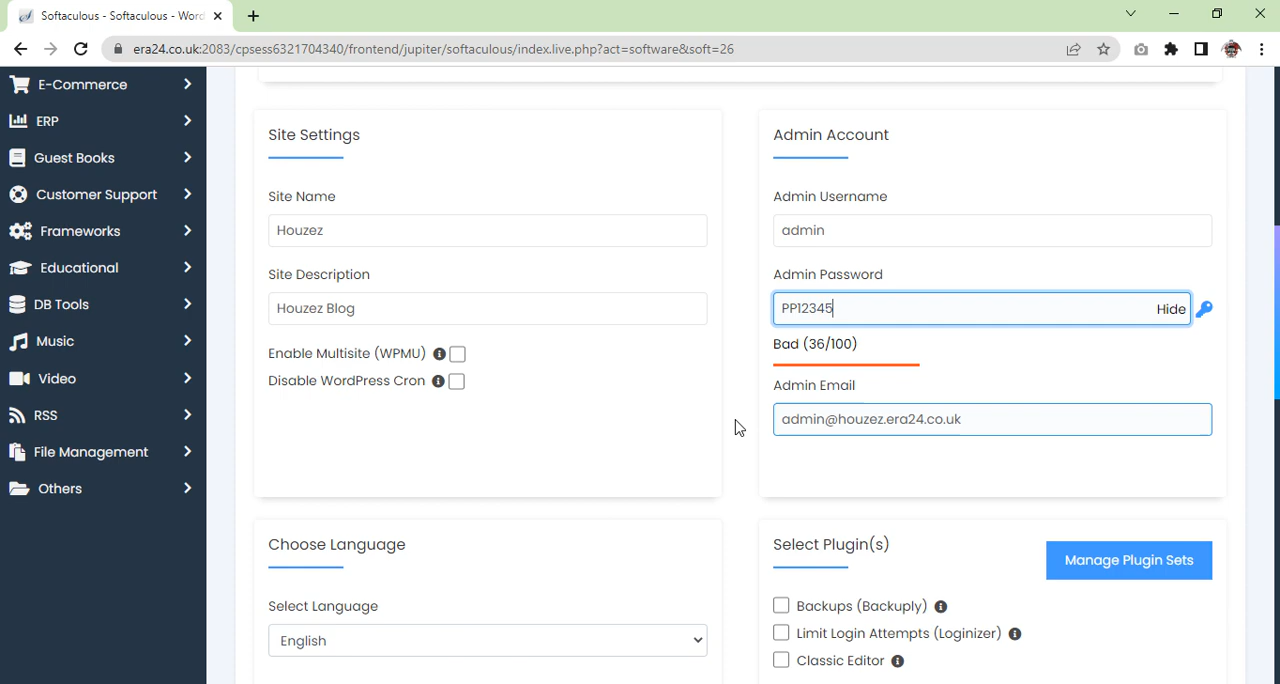 Softaculous - Softaculous - Word
era24.co.uk:2083/cpsess6321704340/frontend/jupiter/softaculous/index.live.php?act=software&soft=26
E-Commerce
ERP
Guest Books
Customer Support
Frameworks
Educational
DB Tools
Music
Video
RSS
File Management
Others
Site Settings
Site Name
Houzez
Site Description
Houzez Blog
Enable Multisite (WPMU)
Disable WordPress Cron
Admin Account
Admin Username
admin
Admin Password
PP12345
Hide
Bad (36/100)
Admin Email
admin@houzez.era24.co.uk
Choose Language
Select Language
English
Select Plugin(s)
Manage Plugin Sets
Backups (Backuply)
Limit Login Attempts (Loginizer)
Classic Editor